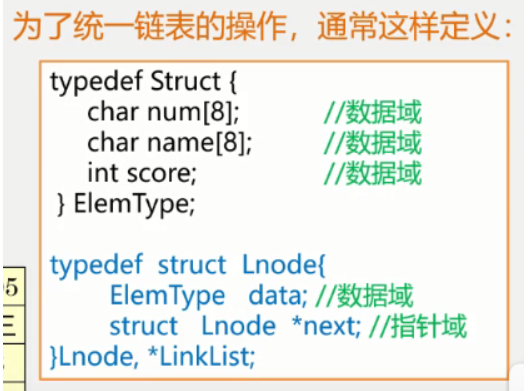 为了统一链表的操作，通常这样定义：
typedef Struct {
char num[8]; //数据域
char name[8]; //数据域
int score; //数据域
} ElemType;
typedef struct Lnode{
ElemType data; //数据域
struct Lnode *next; //指针域
}Lnode, *LinkList;
5